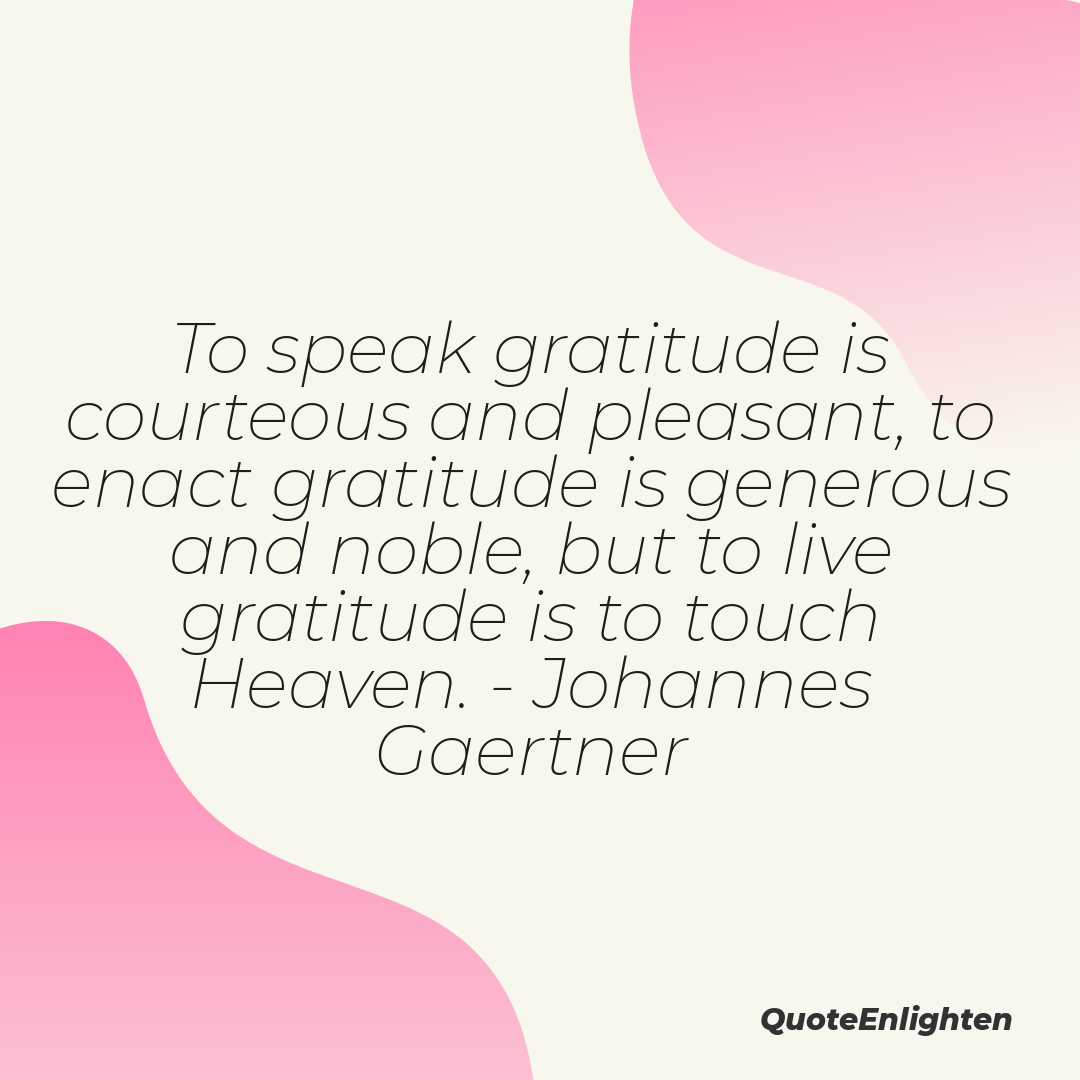 To speak gratitude is
courteous and pleasant, to
enact gratitude is generous
and noble, but to live
gratitude is to touch
Heaven. - Johannes
Gaertner
QuoteEnlighten